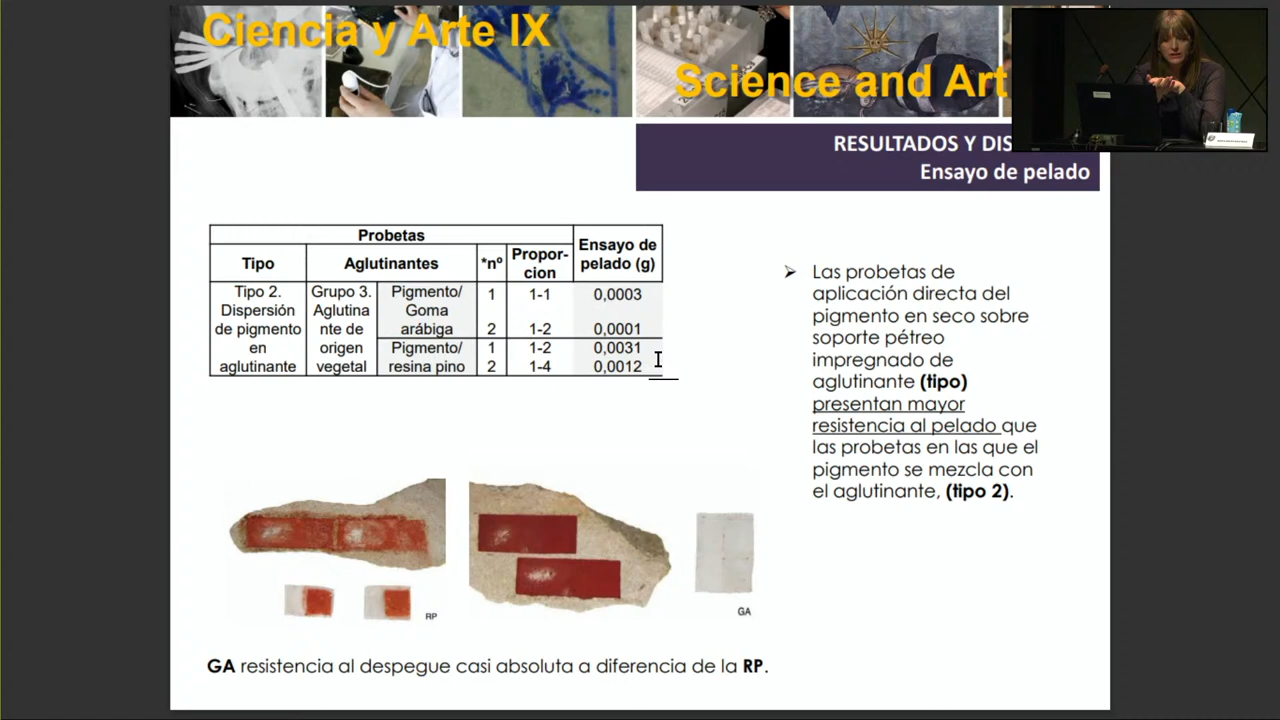 Ciencia y Arte IX
Science and Art
RESULTADOS Y DIS
Ensayo de pelado
Probetas
Ensayo de
pelado (g)
Tipo
Aglutinantes
*nº
Propor-
cion
Tipo 2.
Dispersión
de pigmento
en
aglutinante
Grupo 3.
Aglutina
nte de
origen
vegetal
Pigmento/
Goma
arábiga
1 1-1 0,0003
2 1-2 0,0001
Pigmento/
resina pino
1 1-2 0,0031
2 1-4 0,0012
➢ Las probetas de
aplicación directa del
pigmento en seco sobre
soporte pétreo
impregnado de
aglutinante (tipo)
presentan mayor
resistencia al pelado que
las probetas en las que el
pigmento se mezcla con
el aglutinante, (tipo 2).
RP
GA
GA resistencia al despegue casi absoluta a diferencia de la RP.